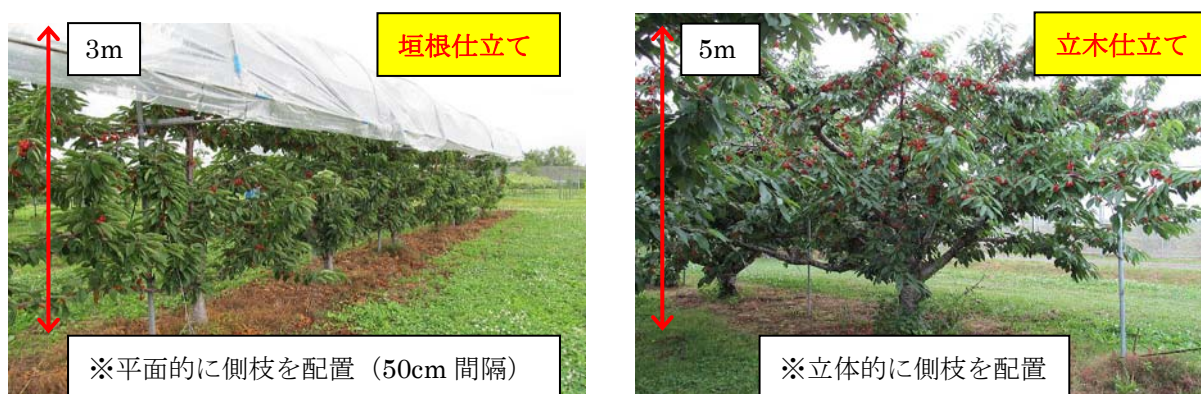 3m
垣根仕立て
※平面的に側枝を配置（50cm 間隔）
5m
立木仕立て
※立体的に側枝を配置